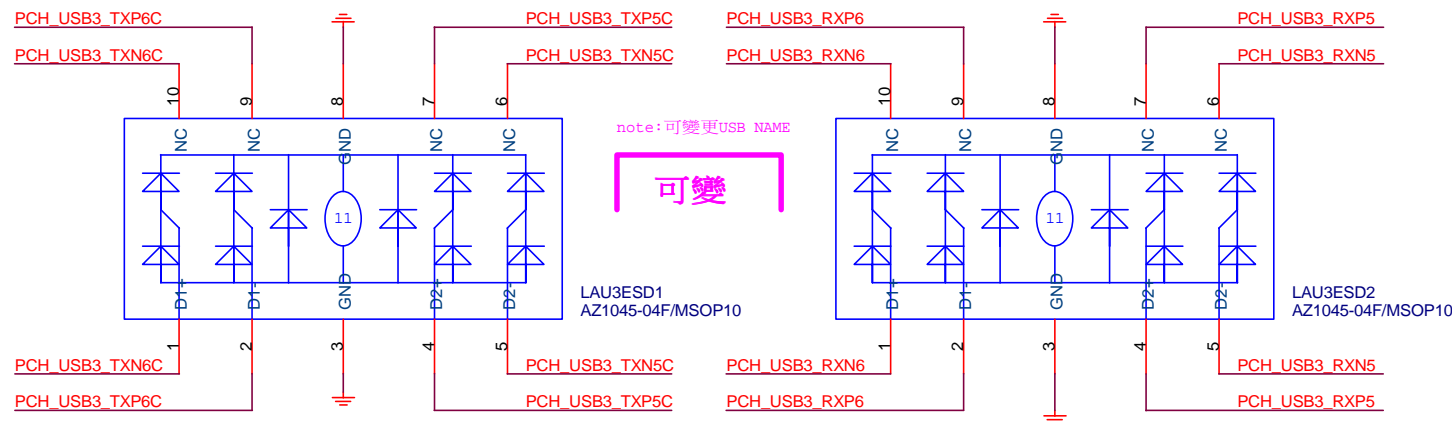 PCH_USB3_TXP6C PCH_USB3_TXP5C PCH_USB3_RXP6 PCH_USB3_RXP5
PCH_USB3_TXN6C PCH_USB3_TXN5C PCH_USB3_RXN6 PCH_USB3_RXN5
10 9 8 7 6 10 9 8 7 6
NC NC GND NC NC NC NC GND NC NC
note:可變更USB NAME
可變
11 11
D1+ D1- GND D2+ D2- D1+ D1- GND D2+ D2-
LAU3ESD1 LAU3ESD2
AZ1045-04F/MSOP10 AZ1045-04F/MSOP10
1 2 3 4 5 1 2 3 4 5
PCH_USB3_TXN6C PCH_USB3_TXN5C PCH_USB3_RXN6 PCH_USB3_RXN5
PCH_USB3_TXP6C PCH_USB3_TXP5C PCH_USB3_RXP6 PCH_USB3_RXP5